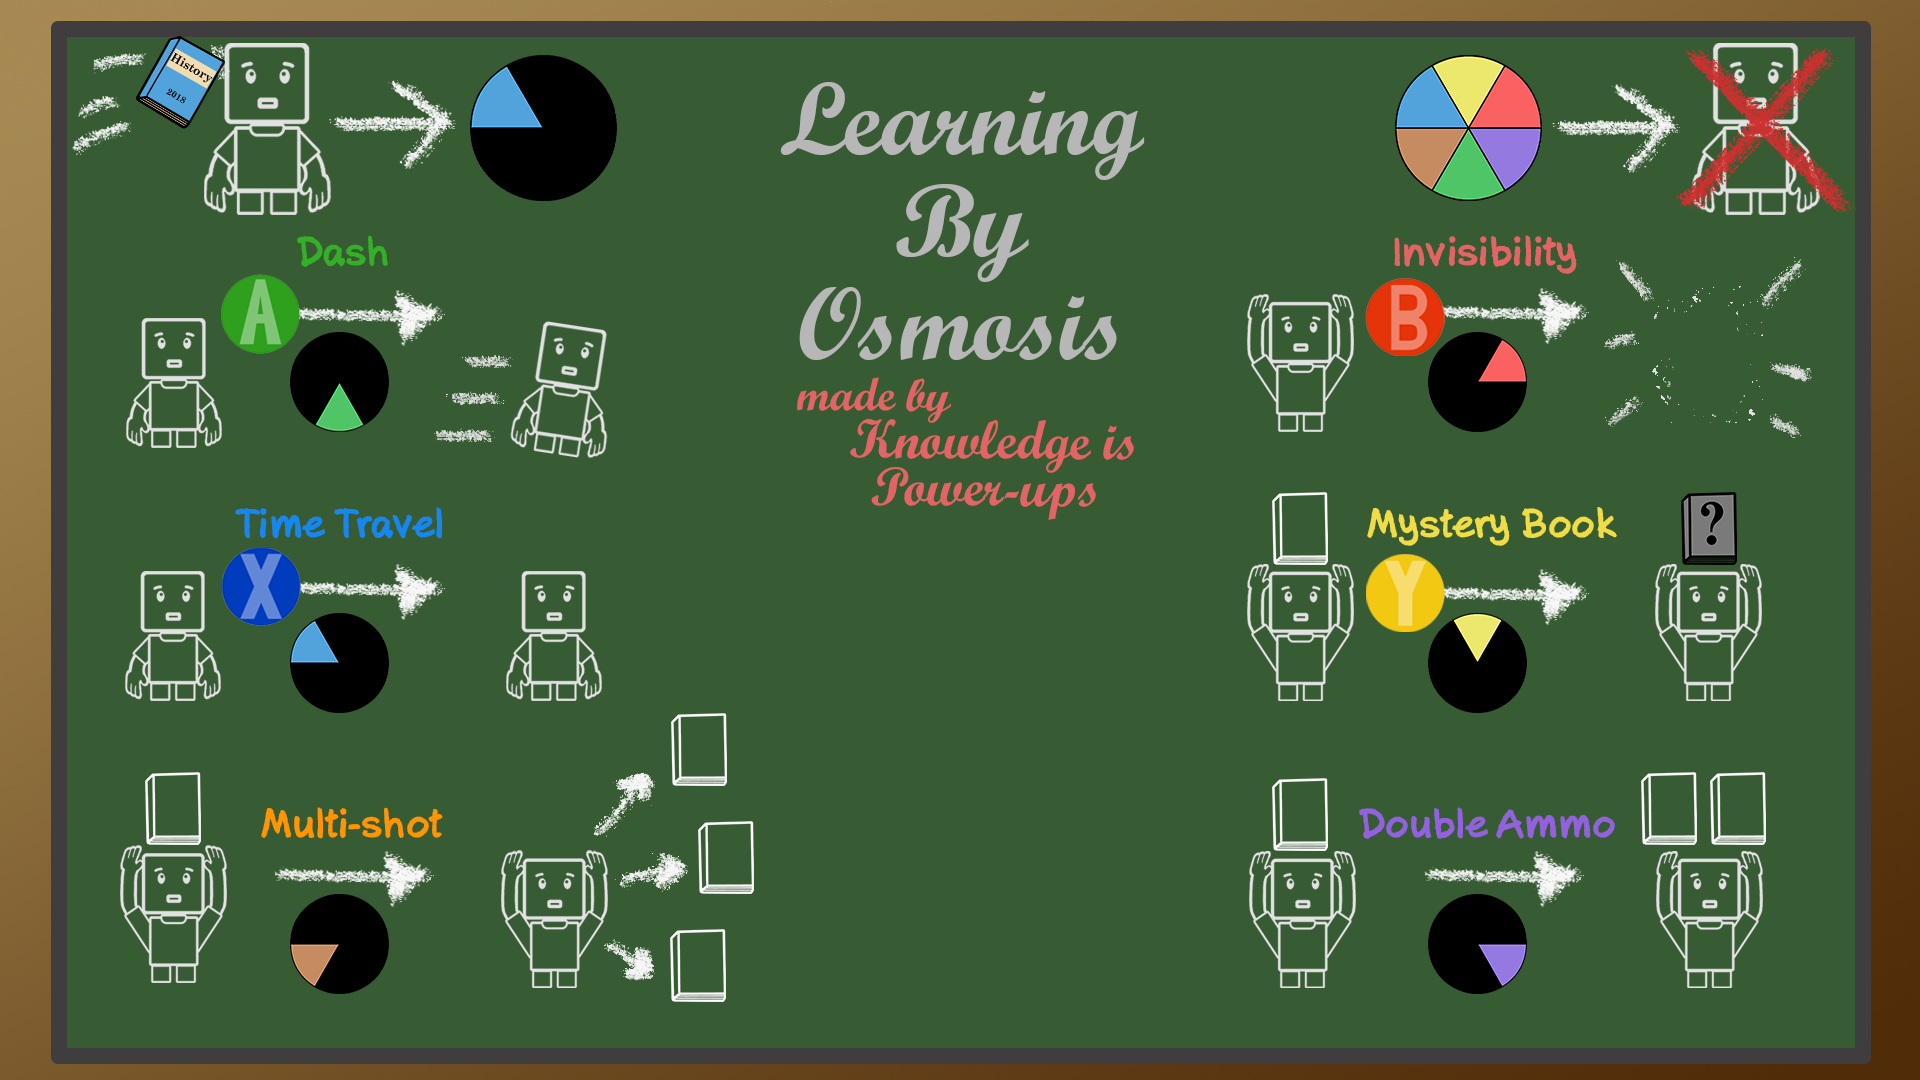 History
2018
Learning
By
Osmosis
made by
Knowledge is
Power-ups
Dash
A
Invisibility
B
Time Travel
X
Mystery Book
Y
?
Multi-shot
Double Ammo